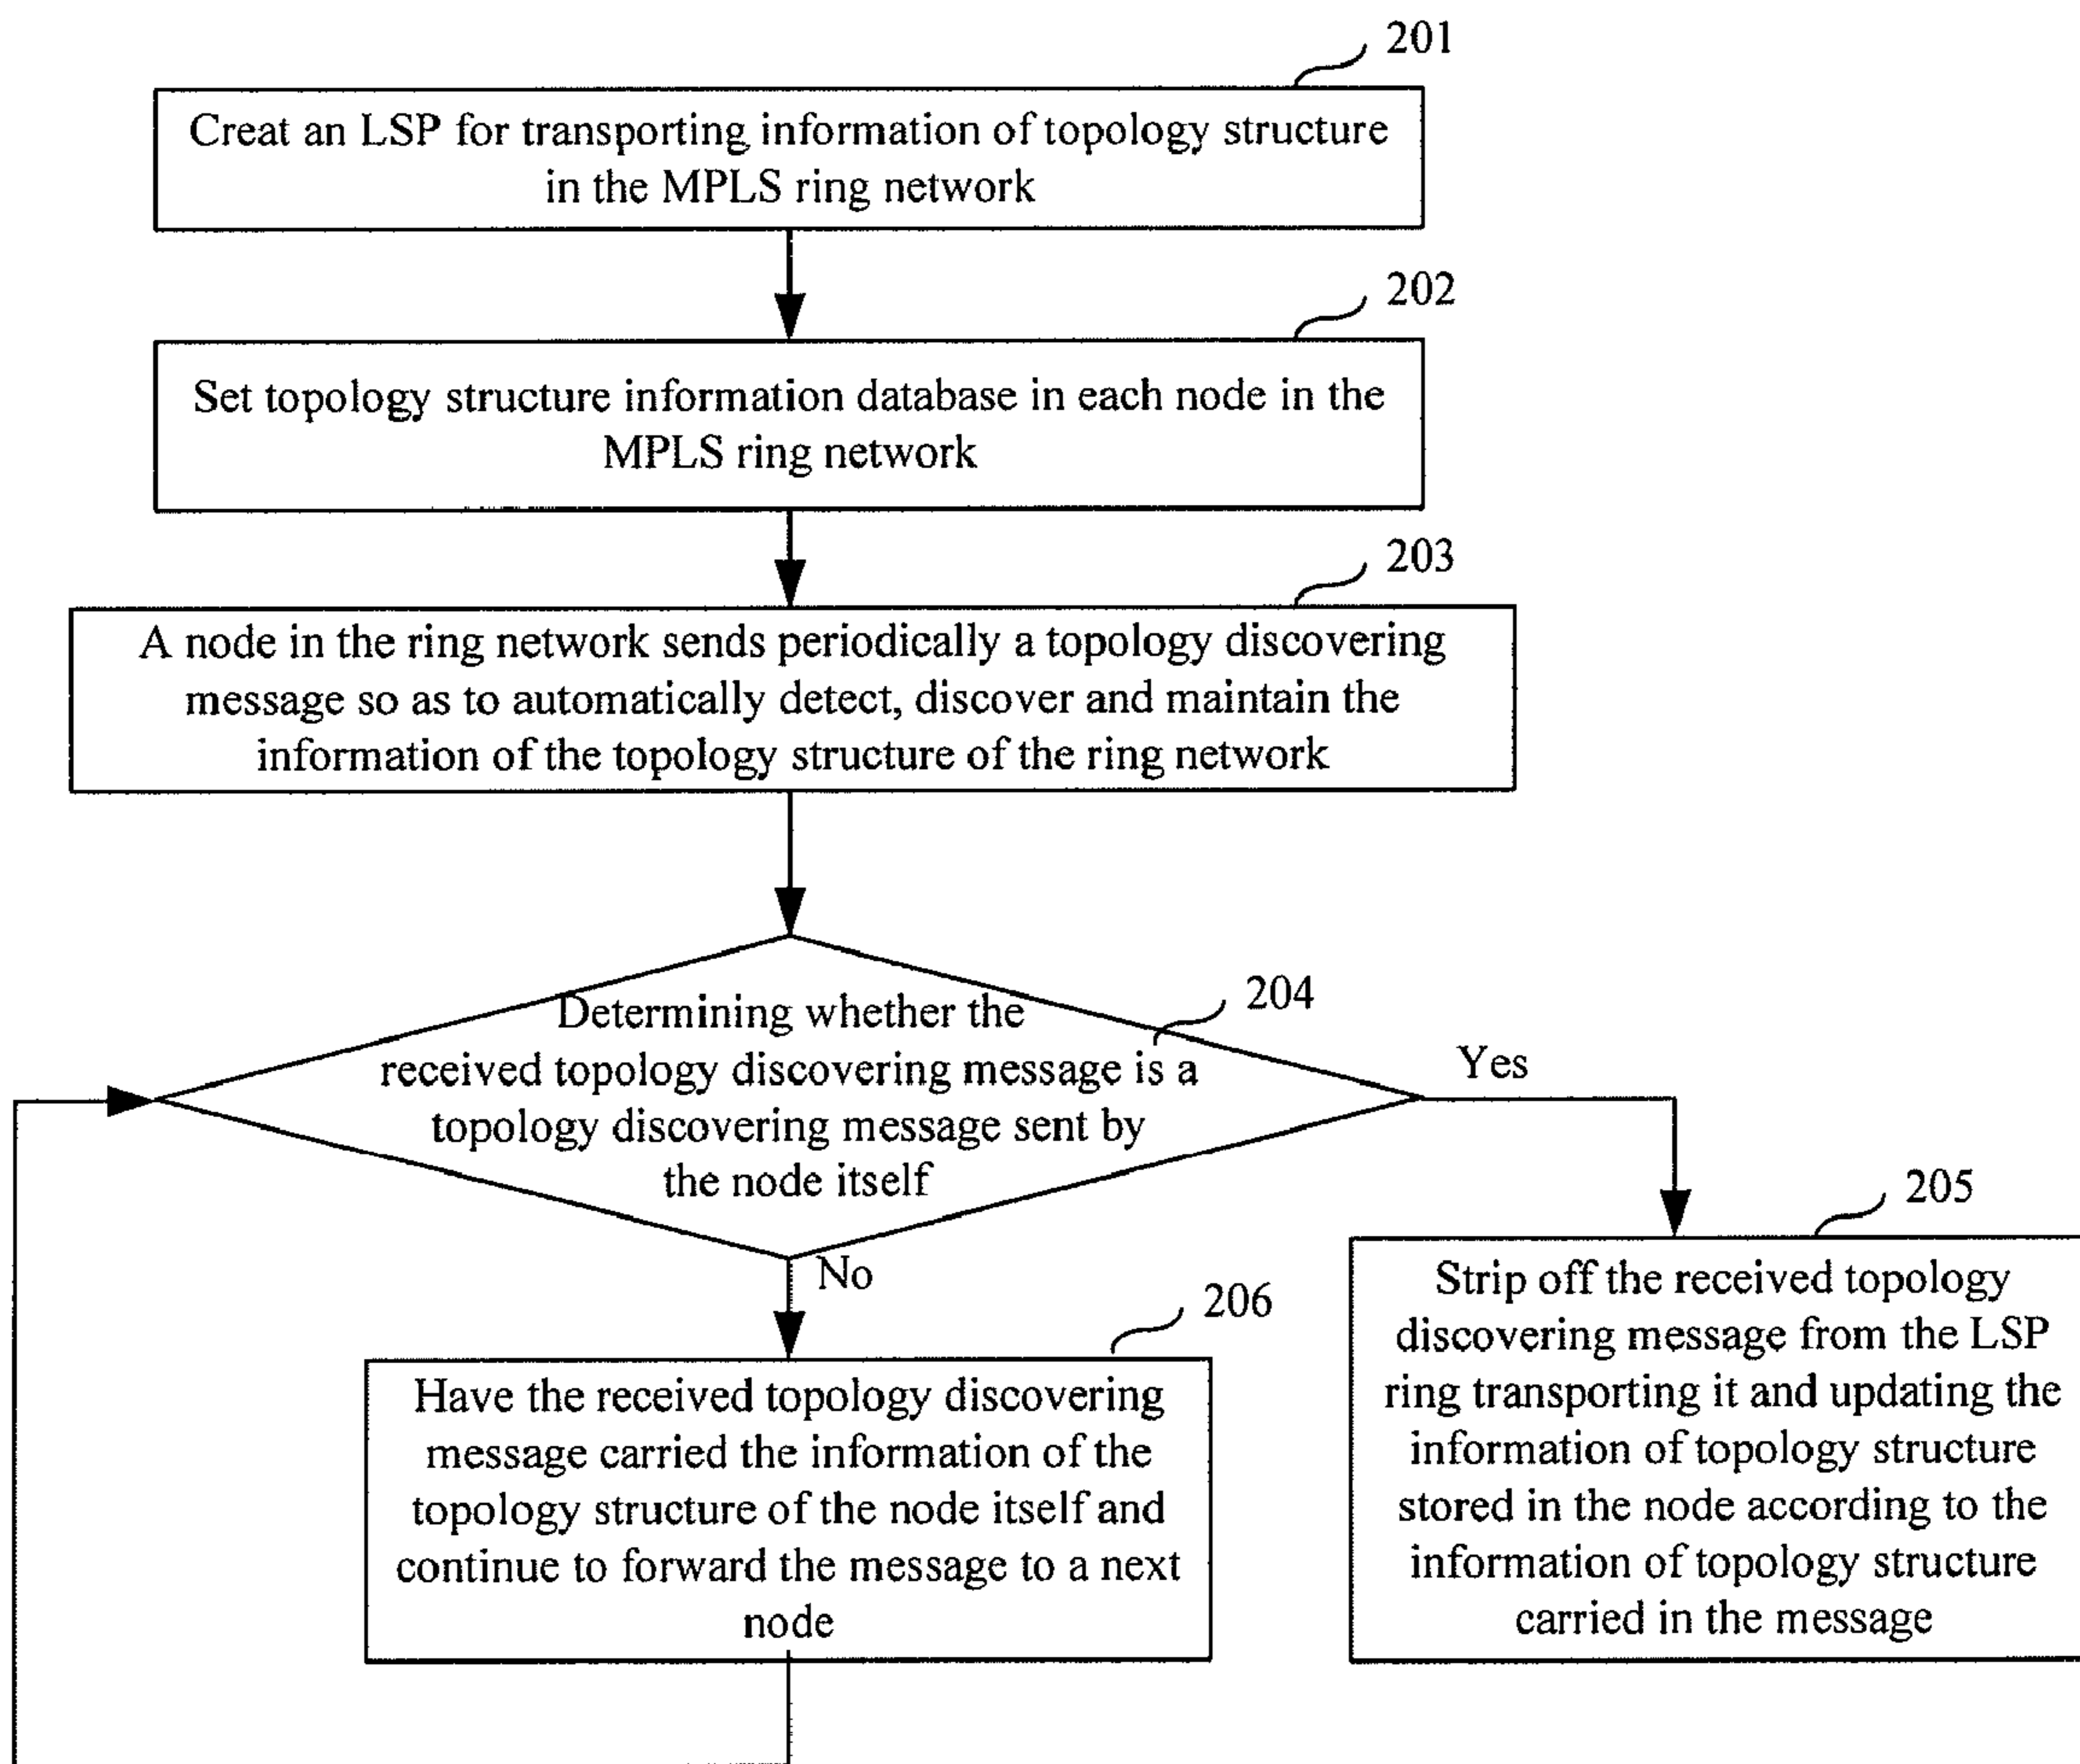 201
Creat an LSP for transporting information of topology structure
in the MPLS ring network
202
Set topology structure information database in each node in the
MPLS ring network
203
A node in the ring network sends periodically a topology discovering
message so as to automatically detect, discover and maintain the
information of the topology structure of the ring network
204
Determining whether the
received topology discovering message is a
topology discovering message sent by
the node itself
Yes
No
205
Strip off the received topology
discovering message from the LSP
ring transporting it and updating the
information of topology structure
stored in the node according to the
information of topology structure
carried in the message
206
Have the received topology discovering
message carried the information of the
topology structure of the node itself and
continue to forward the message to a next
node